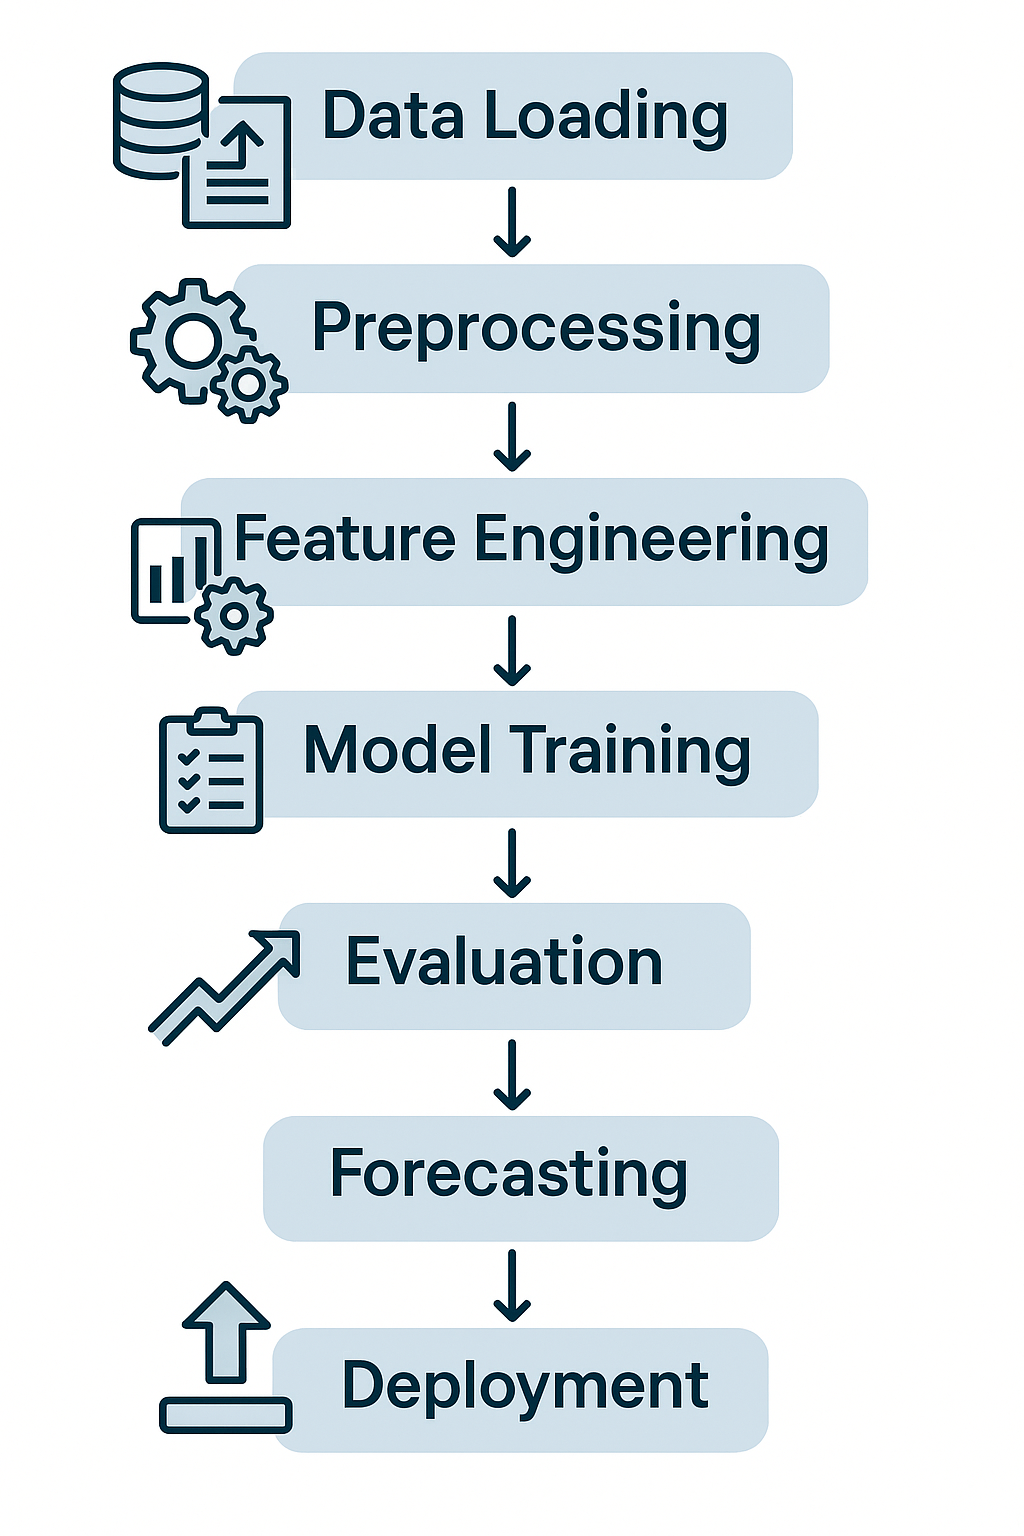 Data Loading
Preprocessing
Feature Engineering
Model Training
Evaluation
Forecasting
Deployment